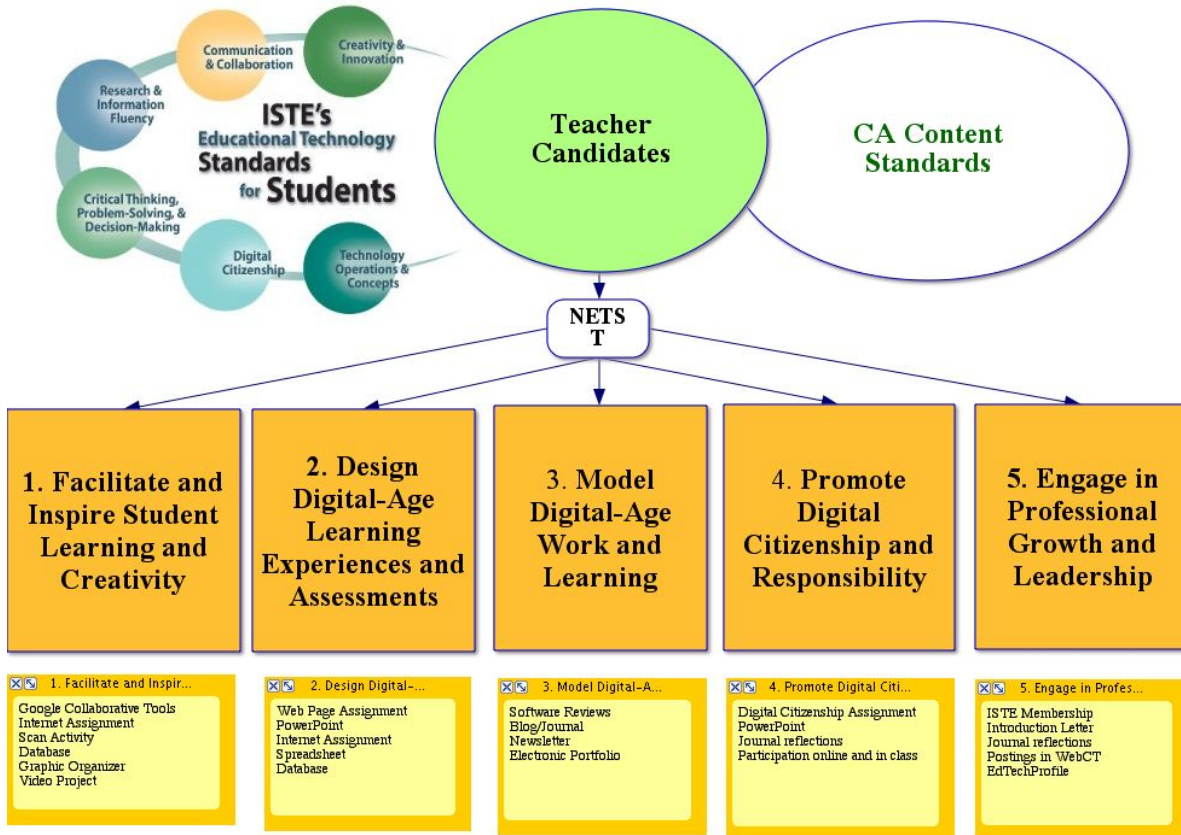 Creativity &
Innovation
Communication
& Collaboration
Research &
Information
Fluency
ISTE's
Educational Technology
Standards
for Students
Critical Thinking,
Problem-Solving, &
Decision-Making
Digital
Citizenship
Technology
Operations &
Concepts
Teacher
Candidates
CA Content
Standards
NETS
T
1. Facilitate and
Inspire Student
Learning and
Creativity
2. Design
Digital-Age
Learning
Experiences and
Assessments
3. Model
Digital-Age
Work and
Learning
4. Promote
Digital
Citizenship and
Responsibility
5. Engage in
Professional
Growth and
Leadership
1. Facilitate and Inspir...
Google Collaborative Tools
Internet Assignment
Scan Activity
Database
Graphic Organizer
Video Project
2. Design Digital-...
Web Page Assignment
PowerPoint
Internet Assignment
Spreadsheet
Database
3. Model Digital-A...
Software Reviews
Blog/Journal
Newsletter
Electronic Portfolio
4. Promote Digital Citi...
Digital Citizenship Assignment
PowerPoint
Journal reflections
Participation online and in class
5. Engage in Profes...
ISTE Membership
Introduction Letter
Journal reflections
Postings in WebCT
EdTechProfile